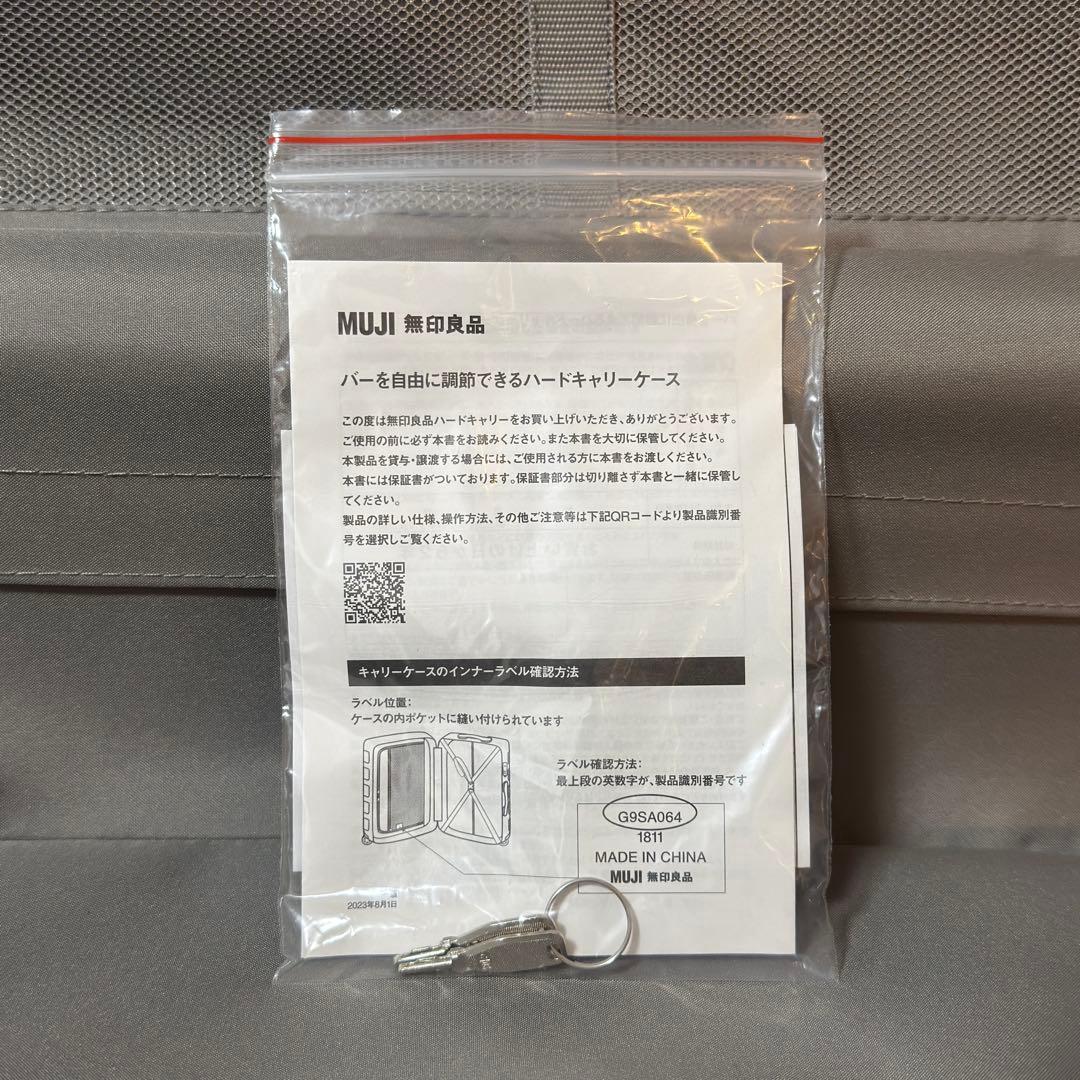 MUJI 無印良品
バーを自由に調節できるハードキャリーケース
この度は無印良品ハードキャリーをお買い上げいただき、ありがとうございます。
ご使用の前に必ず本書をお読みください。また本書を大切に保管してください。
本製品を貸与・譲渡する場合には、ご使用される方に本書をお渡しください。
本書には保証書がついております。保証書部分は切り離さず本書と一緒に保管し
てください。
製品の詳しい仕様、操作方法、その他ご注意等は下記QRコードより製品識別番
号を選択しご覧ください。
キャリーケースのインナーラベル確認方法
ラベル位置：
ケースの内ポケットに縫い付けられています
ラベル確認方法：
最上段の英数字が、製品識別番号です
G9SA064
1811
MADE IN CHINA
MUJI 無印良品
2023年8月1日